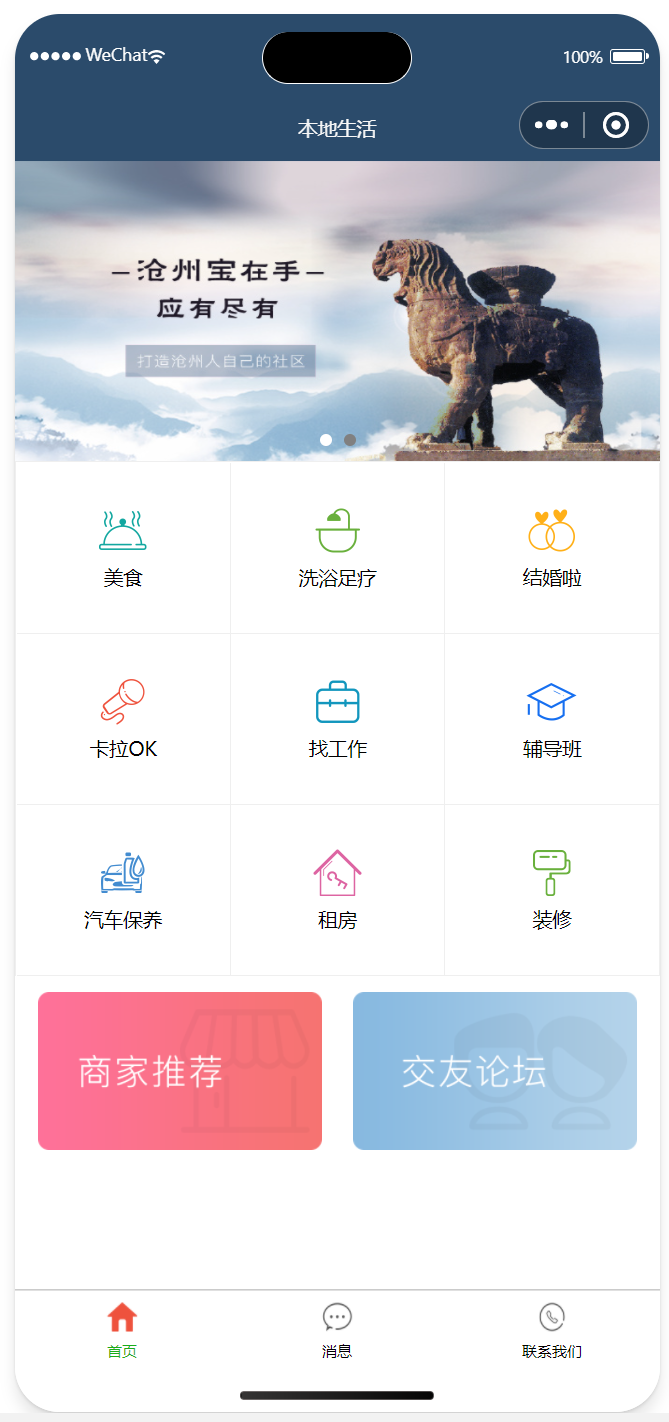 WeChat
100%
本地生活
—沧州宝在手—
应有尽有
打造沧州人自己的社区
美食
洗浴足疗
结婚啦
卡拉OK
找工作
辅导班
汽车保养
租房
装修
商家推荐
交友论坛
首页
消息
联系我们